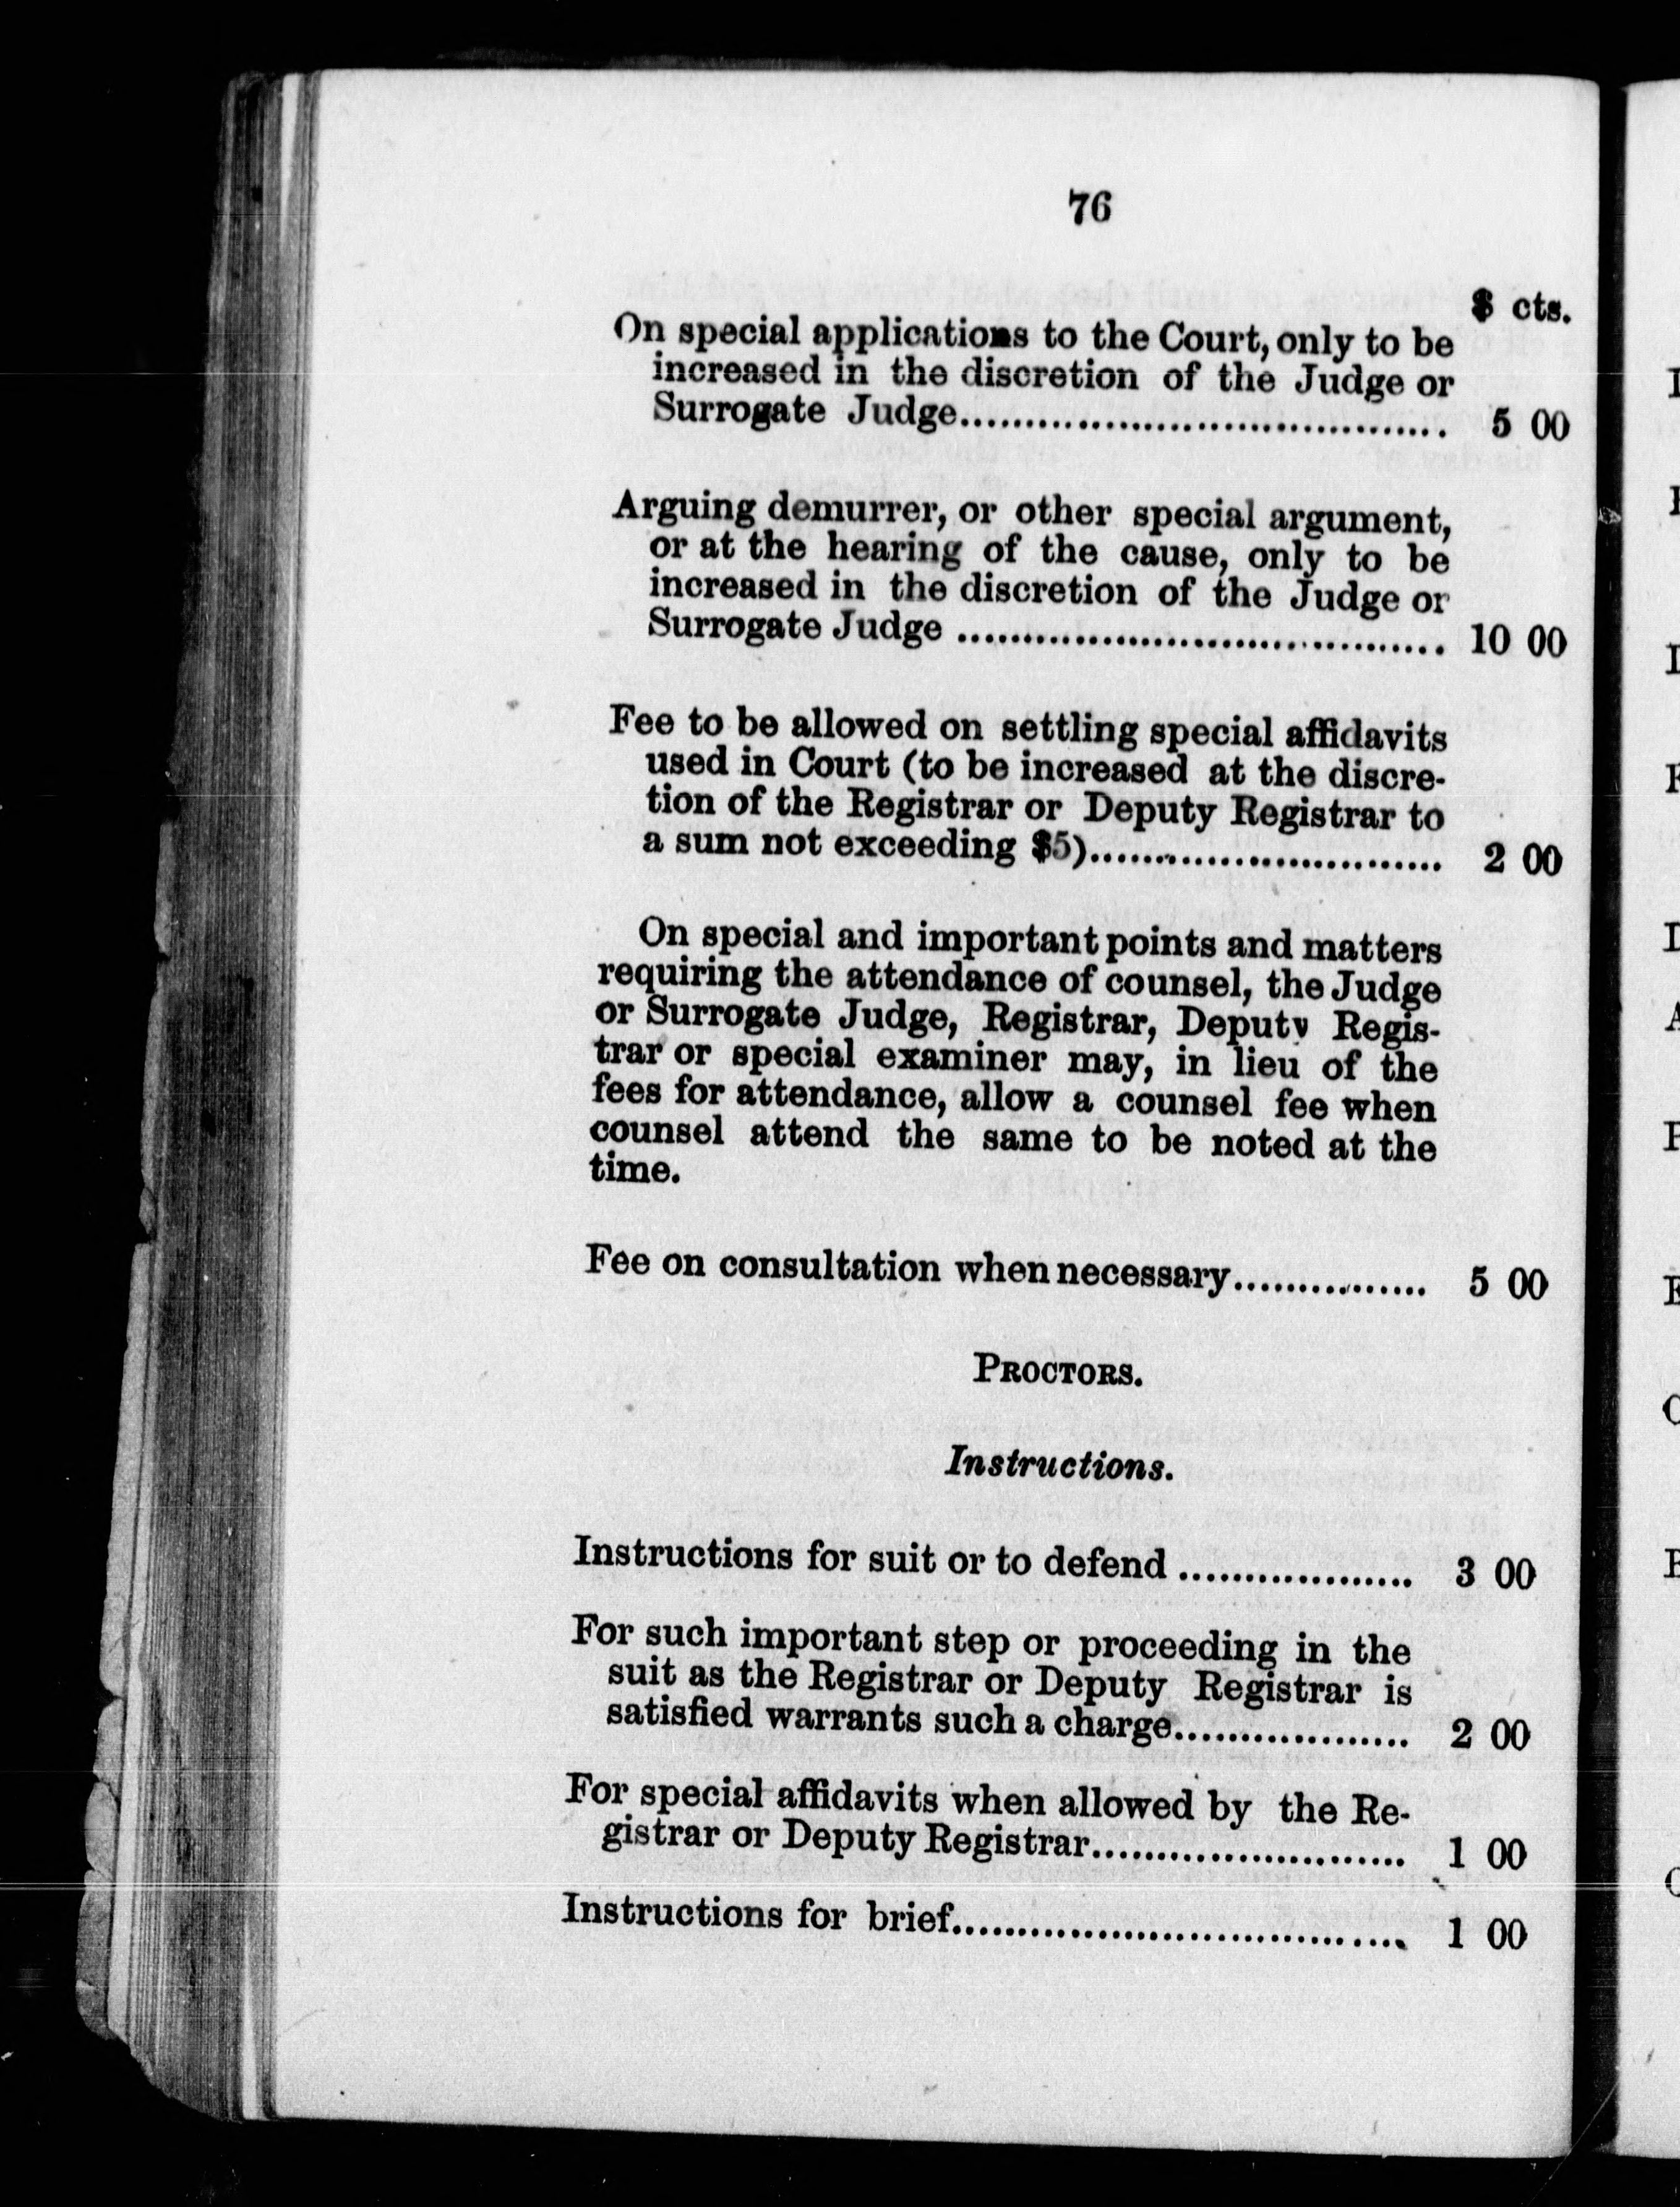 76
$ cts.
On special applications to the Court, only to be
increased in the discretion of the Judge or
Surrogate Judge........................................ 5 00
Arguing demurrer, or other special argument,
or at the hearing of the cause, only to be
increased in the discretion of the Judge or
Surrogate Judge ........................................ 10 00
Fee to be allowed on settling special affidavits
used in Court (to be increased at the discre-
tion of the Registrar or Deputy Registrar to
a sum not exceeding $5)............................. 2 00
On special and important points and matters
requiring the attendance of counsel, the Judge
or Surrogate Judge, Registrar, Deputy Regis-
trar or special examiner may, in lieu of the
fees for attendance, allow a counsel fee when
counsel attend the same to be noted at the
time.
Fee on consultation when necessary............... 5 00
PROCTORS.
Instructions.
Instructions for suit or to defend .................. 3 00
For such important step or proceeding in the
suit as the Registrar or Deputy Registrar is
satisfied warrants such a charge.................. 2 00
For special affidavits when allowed by the Re-
gistrar or Deputy Registrar......................... 1 00
Instructions for brief................................... 1 00